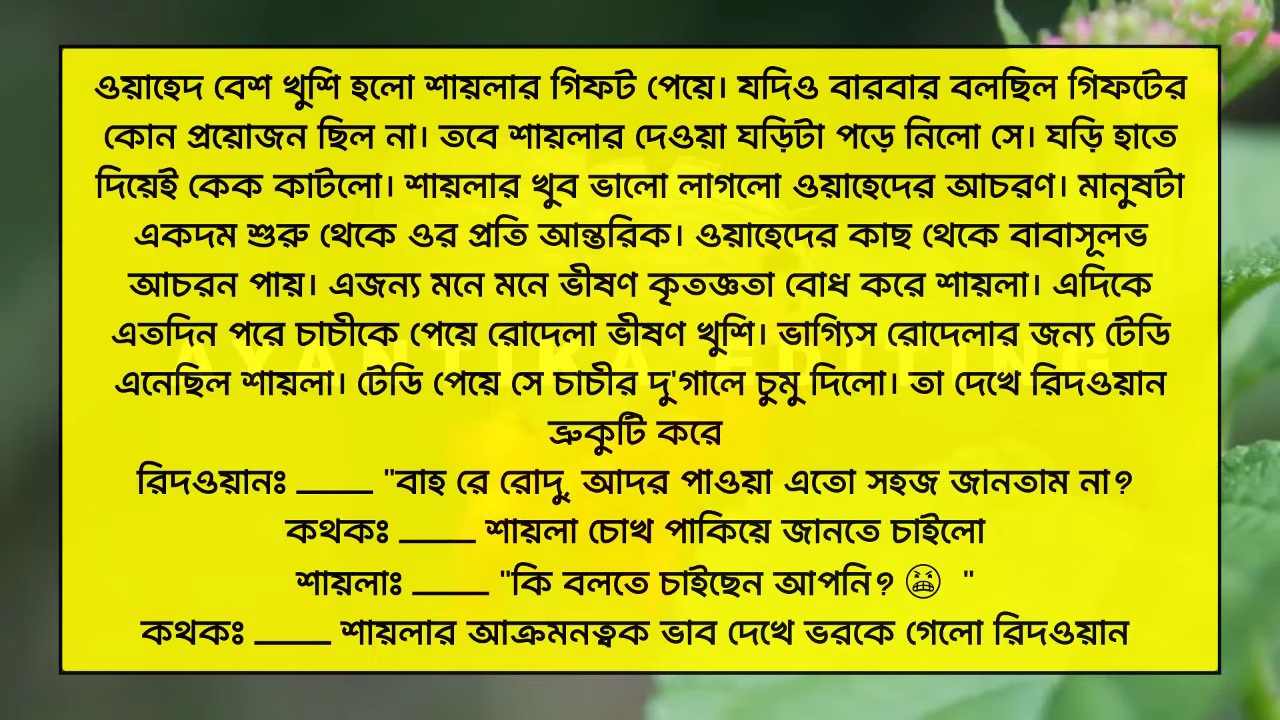 ওয়াহেদ বেশ খুশি হলো শায়লার গিফট পেয়ে। যদিও বারবার বলছিল গিফটের
কোন প্রয়োজন ছিল না। তবে শায়লার দেওয়া ঘড়িটা পড়ে নিলো সে। ঘড়ি হাতে
দিয়েই কেক কাটলো। শায়লার খুব ভালো লাগলো ওয়াহেদের আচরণ। মানুষটা
একদম শুরু থেকে ওর প্রতি আন্তরিক। ওয়াহেদের কাছ থেকে বাবাসূলভ
আচরন পায়। এজন্য মনে মনে ভীষণ কৃতজ্ঞতা বোধ করে শায়লা। এদিকে
এতদিন পরে চাচীকে পেয়ে রোদেলা ভীষণ খুশি। ভাগ্যিস রোদেলার জন্য টেডি
AYANTIKA EDITING
এনেছিল শায়লা। টেডি পেয়ে সে চাচীর দু'গালে চুমু দিলো। তা দেখে রিদওয়ান
ভ্রুকুটি করে
রিদওয়ানঃ ____ "বাহ রে রোদু, আদর পাওয়া এতো সহজ জানতাম না?
কথকঃ ____ শায়লা চোখ পাকিয়ে জানতে চাইলো
শায়লাঃ ____ "কি বলতে চাইছেন আপনি? 😬 "
কথকঃ ____ শায়লার আক্রমনত্বক ভাব দেখে ভরকে গেলো রিদওয়ান